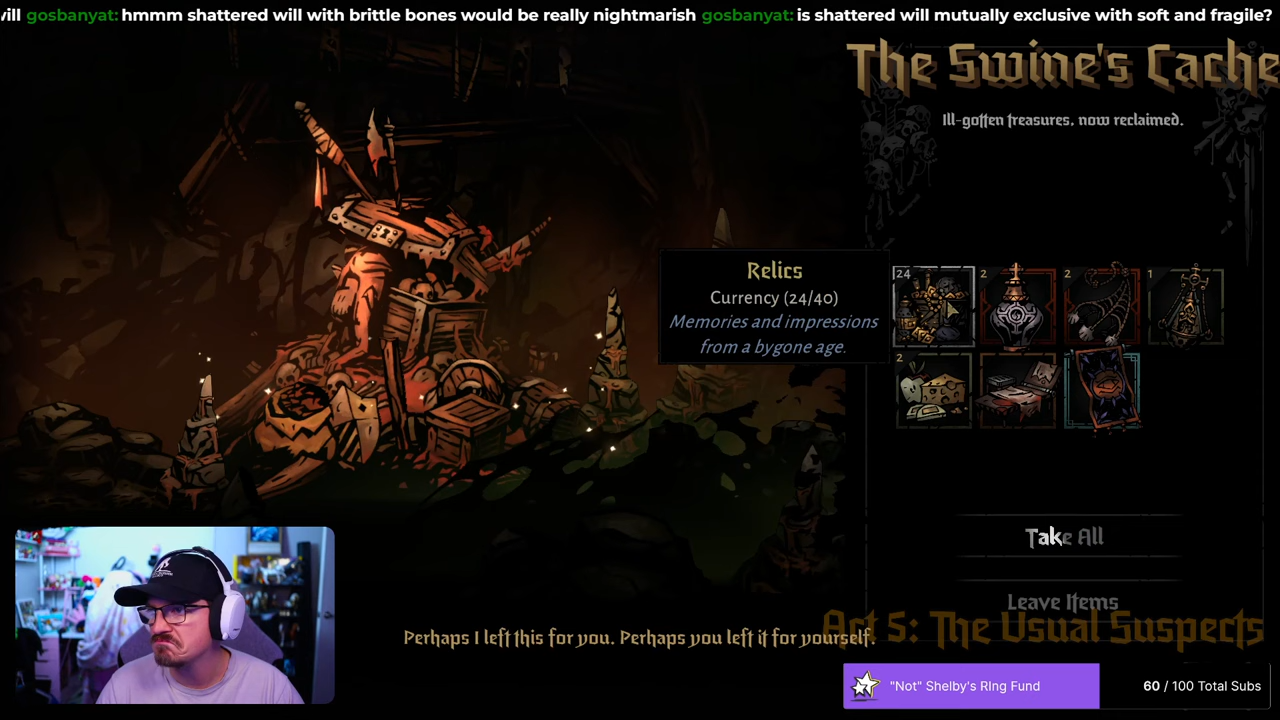 ill gosbanyat: hmmm shattered will with brittle bones would be really nightmarish gosbanyat: is shattered will mutually exclusive with soft and fragile?
The Swine's Cache
Ill-gotten treasures, now reclaimed.
Relics
Currency (24/40)
Memories and impressions
from a bygone age.
24
2
2
1
2
Take All
Leave Items
Act 5: The Usual Suspects
Perhaps I left this for you. Perhaps you left it for yourself.
"Not" Shelby's RIng Fund
60 / 100 Total Subs